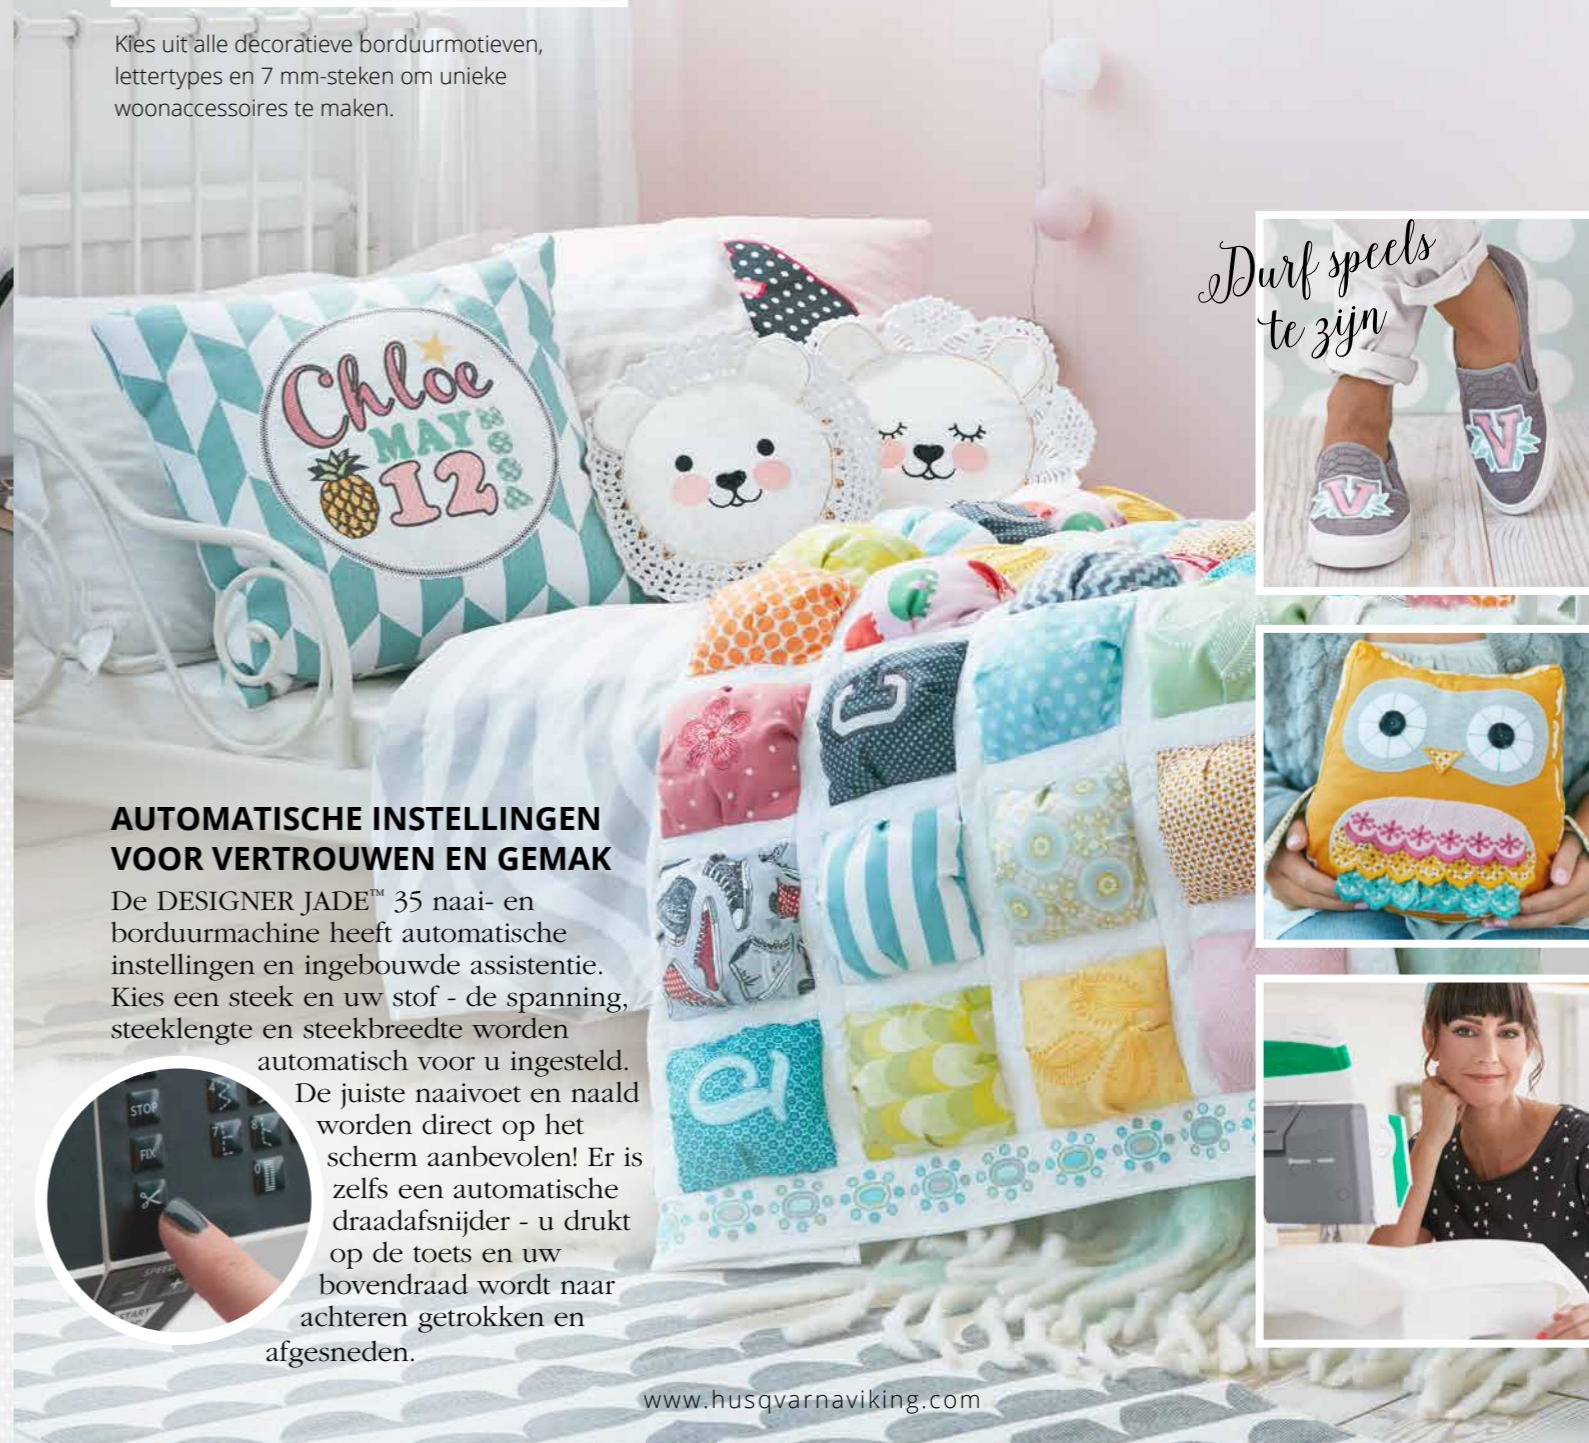 Kies uit alle decoratieve borduurmotieven,
lettertypes en 7 mm-steken om unieke
woonaccessoires te maken.
Durf speels
te zijn
Chloe
MAY
12
V
V
C
a
AUTOMATISCHE INSTELLINGEN
VOOR VERTROUWEN EN GEMAK
De DESIGNER JADE™ 35 naai- en
borduurmachine heeft automatische
instellingen en ingebouwde assistentie.
Kies een steek en uw stof - de spanning,
steeklengte en steekbreedte worden
automatisch voor u ingesteld.
De juiste naaivoet en naald
worden direct op het
scherm aanbevolen! Er is
zelfs een automatische
draadafsnijder - u drukt
op de toets en uw
bovendraad wordt naar
achteren getrokken en
afgesneden.
STOP
FIX
SPEED
- +
START
www.husqvarnaviking.com